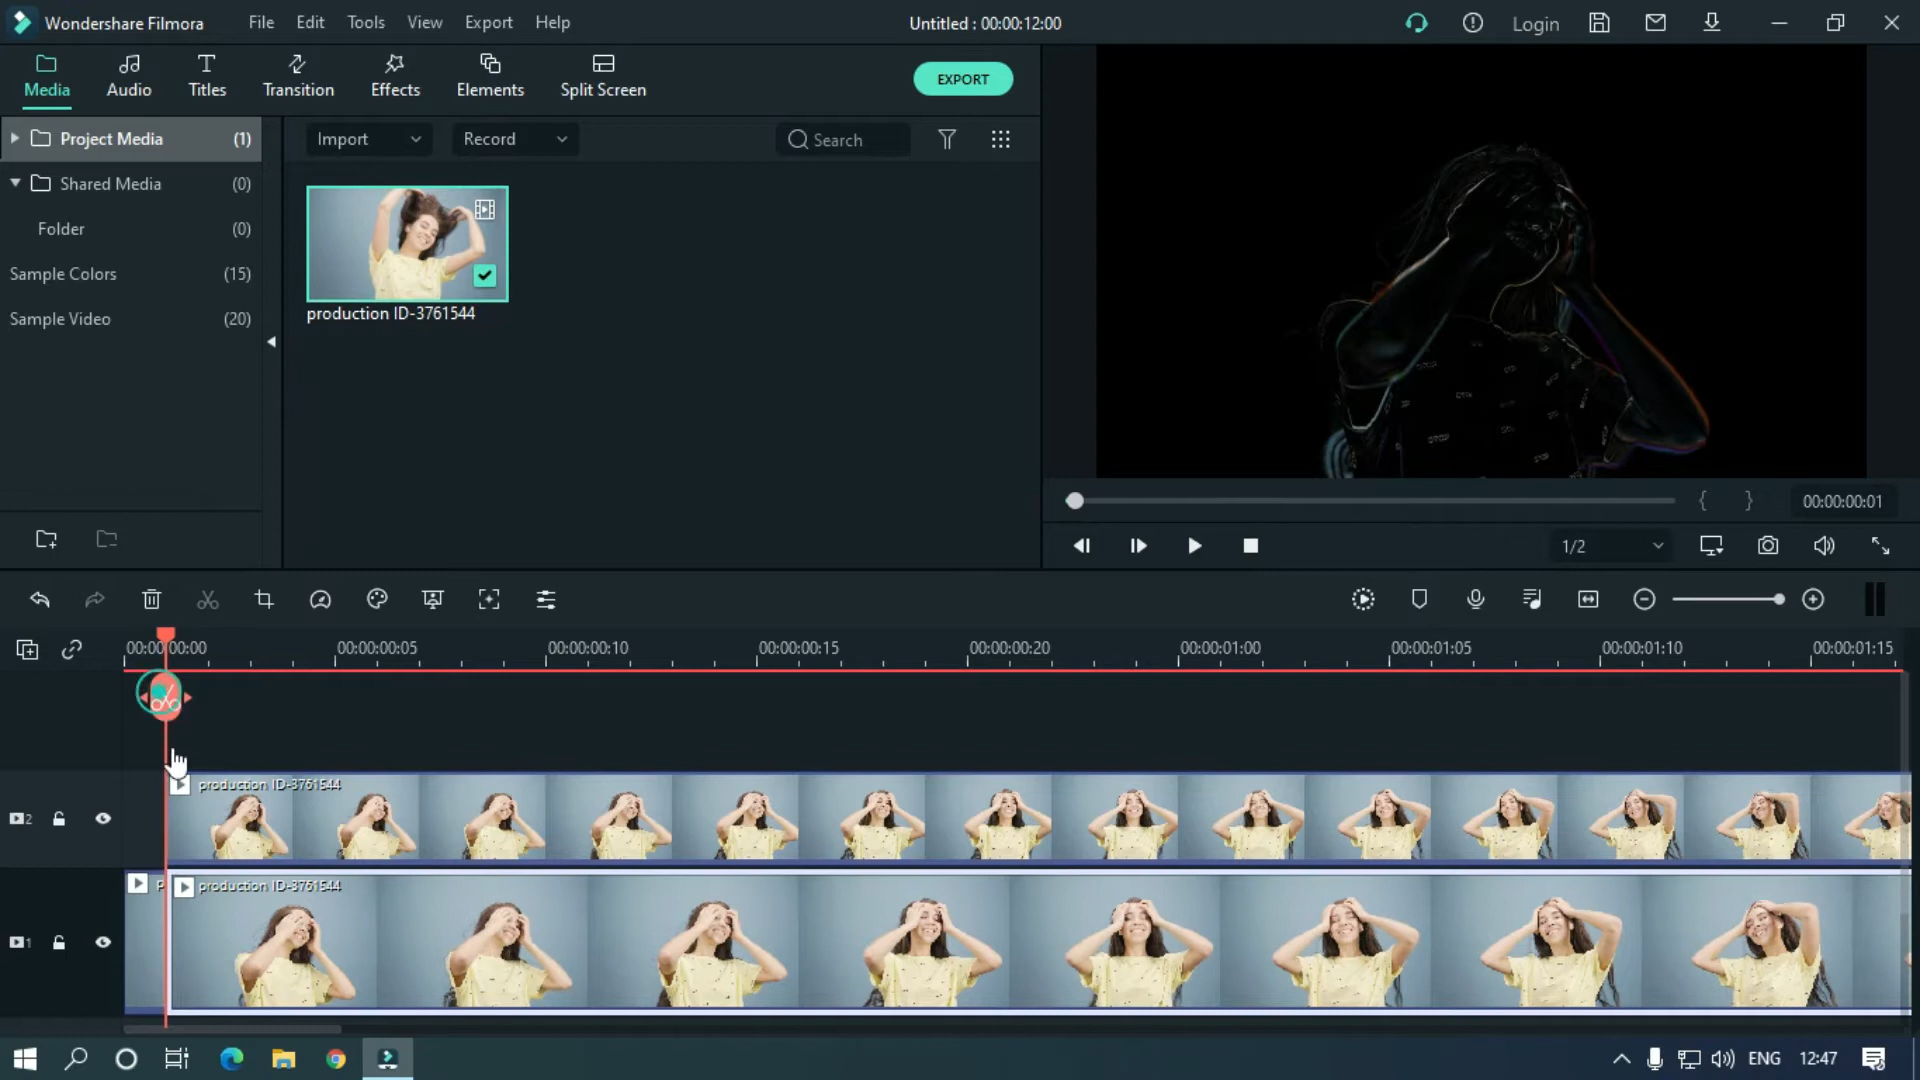 Wondershare Filmora
File
Edit
Tools
View
Export
Help
Untitled : 00:00:12:00
Login
Media
Audio
Titles
Transition
Effects
Elements
Split Screen
EXPORT
Project Media (1)
Shared Media (0)
Folder (0)
Sample Colors (15)
Sample Video (20)
Import
Record
Search
production ID-3761544
00:00:00:01
1/2
00:00:00:05
00:00:00:10
00:00:00:15
00:00:00:20
00:00:01:00
00:00:01:05
00:00:01:10
00:00:01:15
2
production ID-3761544
1
production ID-3761544
ENG
12:47